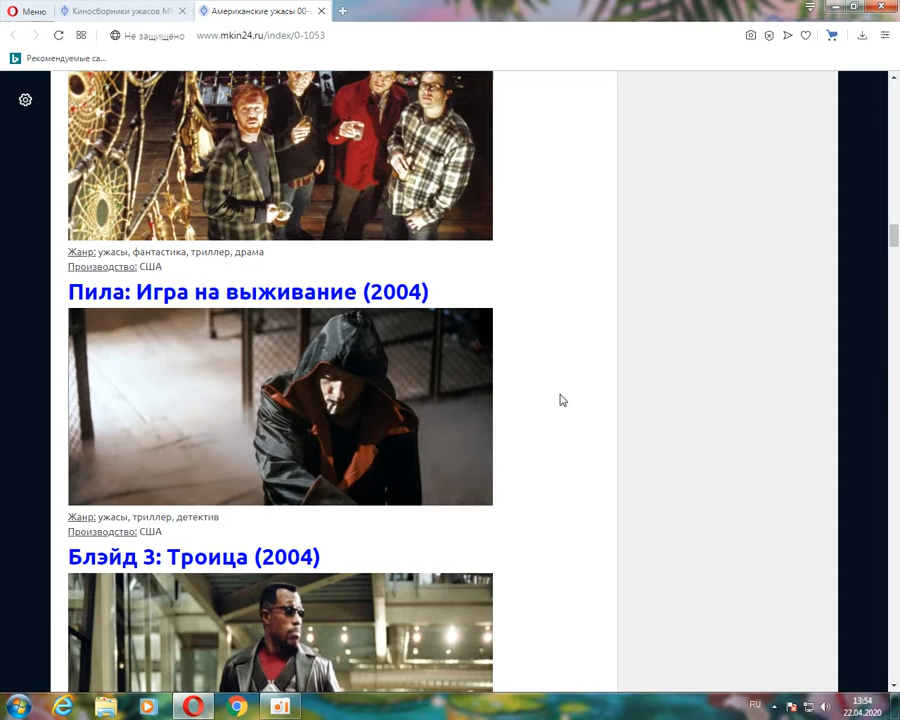 Меню
Киносборники ужасов М
Американские ужасы 00-
Не защищено
www.mkin24.ru/index/0-1053
Рекомендуемые са...
Жанр: ужасы, фантастика, триллер, драма
Производство: США
Пила: Игра на выживание (2004)
Жанр: ужасы, триллер, детектив
Производство: США
Блэйд 3: Троица (2004)
RU
13:54
22.04.2020